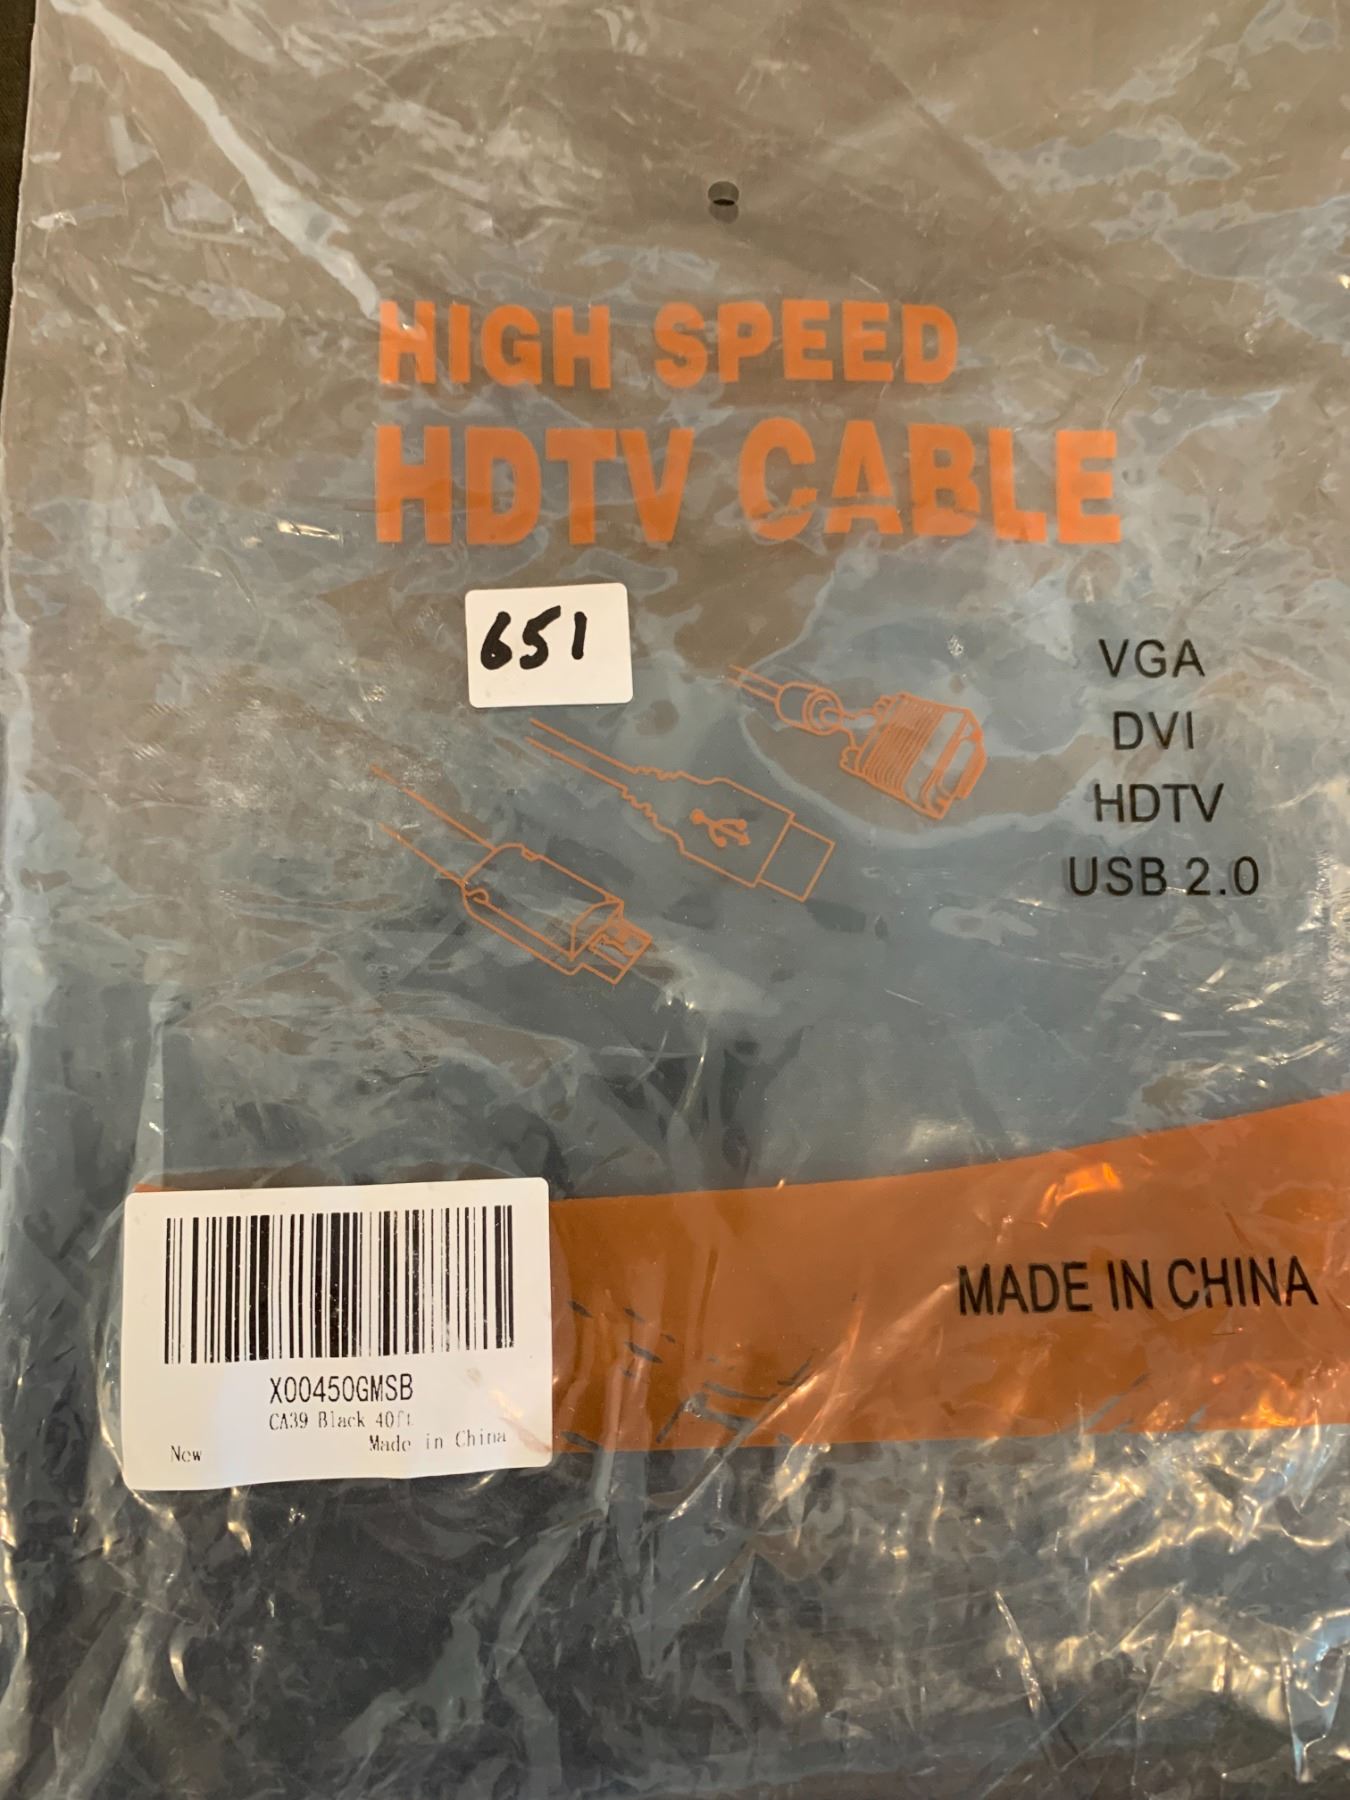 HIGH SPEED
HDTV CABLE
651
VGA
DVI
HDTV
USB 2.0
MADE IN CHINA
X00450GMSB
CA39 Black 40ft
New
Made in China